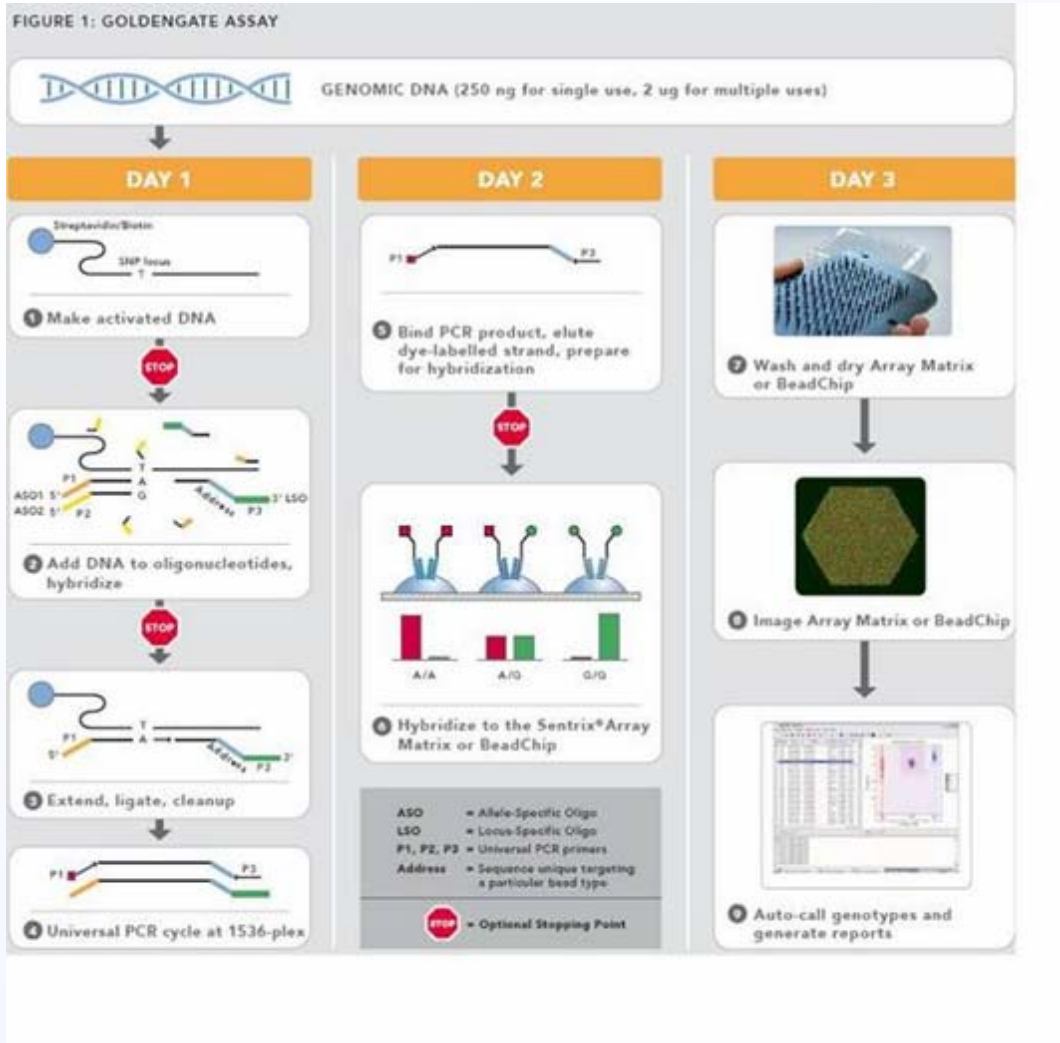 FIGURE 1: GOLDENGATE ASSAY
GENOMIC DNA (250 ng for single use, 2 ug for multiple uses)
DAY 1
Streptavidin/Biotin
SNP locus
T
1 Make activated DNA
STOP
T
P1
A
ASO1 5'
G
ASO2 5'
P2
Address
P3
3' LSO
2 Add DNA to oligonucleotides,
hybridize
STOP
T
P1
A
5'
Address
3'
3 Extend, ligate, cleanup
P1
P3
4 Universal PCR cycle at 1536-plex
DAY 2
P1
P3
5 Bind PCR product, elute
dye-labelled strand, prepare
for hybridization
STOP
A/A
A/G
G/G
6 Hybridize to the Sentrix® Array
Matrix or BeadChip
ASO = Allele-Specific Oligo
LSO = Locus-Specific Oligo
P1, P2, P3 = Universal PCR primers
Address = Sequence unique targeting
a particular bead type
STOP = Optional Stopping Point
DAY 3
7 Wash and dry Array Matrix
or BeadChip
8 Image Array Matrix or BeadChip
9 Auto-call genotypes and
generate reports